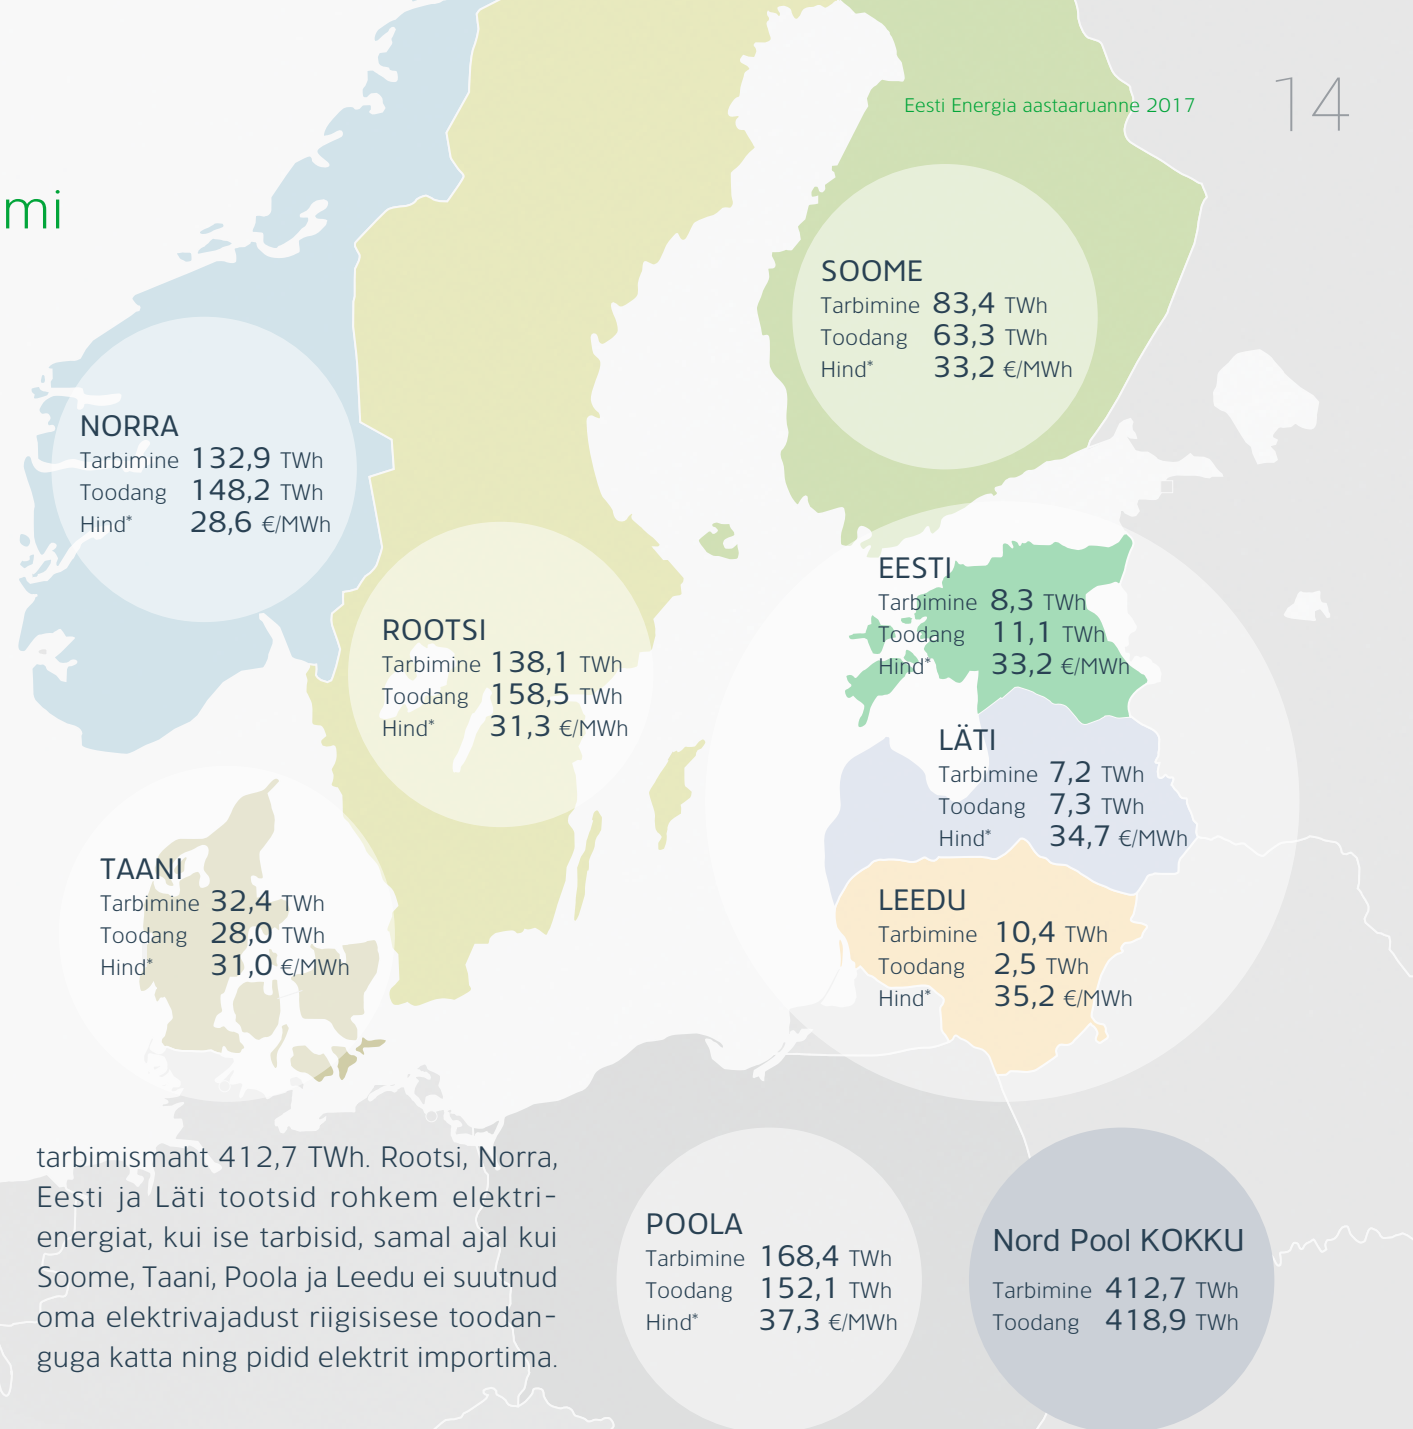 Eesti Energia aastaaruanne 2017
14
mi
SOOME
Tarbimine 83,4 TWh
Toodang 63,3 TWh
Hind* 33,2 €/MWh
NORRA
Tarbimine 132,9 TWh
Toodang 148,2 TWh
Hind* 28,6 €/MWh
EESTI
Tarbimine 8,3 TWh
Toodang 11,1 TWh
Hind* 33,2 €/MWh
ROOTSI
Tarbimine 138,1 TWh
Toodang 158,5 TWh
Hind* 31,3 €/MWh
LÄTI
Tarbimine 7,2 TWh
Toodang 7,3 TWh
Hind* 34,7 €/MWh
TAANI
Tarbimine 32,4 TWh
Toodang 28,0 TWh
Hind* 31,0 €/MWh
LEEDU
Tarbimine 10,4 TWh
Toodang 2,5 TWh
Hind* 35,2 €/MWh
tarbimismaht 412,7 TWh. Rootsi, Norra,
Eesti ja Läti tootsid rohkem elektri-
energiat, kui ise tarbisid, samal ajal kui
Soome, Taani, Poola ja Leedu ei suutnud
oma elektrivajadust riigisisese toodan-
guga katta ning pidid elektrit importima.
POOLA
Tarbimine 168,4 TWh
Toodang 152,1 TWh
Hind* 37,3 €/MWh
Nord Pool KOKKU
Tarbimine 412,7 TWh
Toodang 418,9 TWh